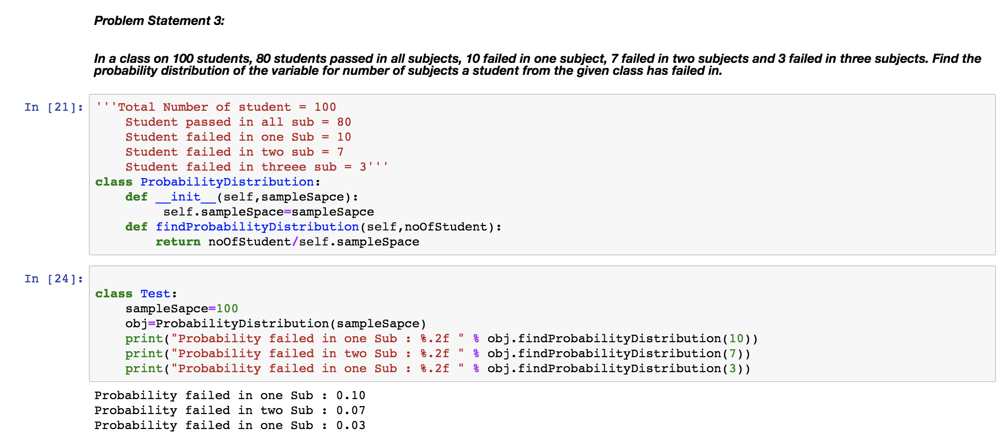 Problem Statement 3:
In a class on 100 students, 80 students passed in all subjects, 10 failed in one subject, 7 failed in two subjects and 3 failed in three subjects. Find the
probability distribution of the variable for number of subjects a student from the given class has failed in.
In [21]: '''Total Number of student = 100
    Student passed in all sub = 80
    Student failed in one Sub = 10
    Student failed in two sub = 7
    Student failed in threee sub = 3'''
class ProbabilityDistribution:
    def __init__(self,sampleSapce):
         self.sampleSpace=sampleSapce
    def findProbabilityDistribution(self,noOfStudent):
        return noOfStudent/self.sampleSpace
In [24]:
class Test:
    sampleSapce=100
    obj=ProbabilityDistribution(sampleSapce)
    print("Probability failed in one Sub : %.2f " % obj.findProbabilityDistribution(10))
    print("Probability failed in two Sub : %.2f " % obj.findProbabilityDistribution(7))
    print("Probability failed in one Sub : %.2f " % obj.findProbabilityDistribution(3))
Probability failed in one Sub : 0.10
Probability failed in two Sub : 0.07
Probability failed in one Sub : 0.03